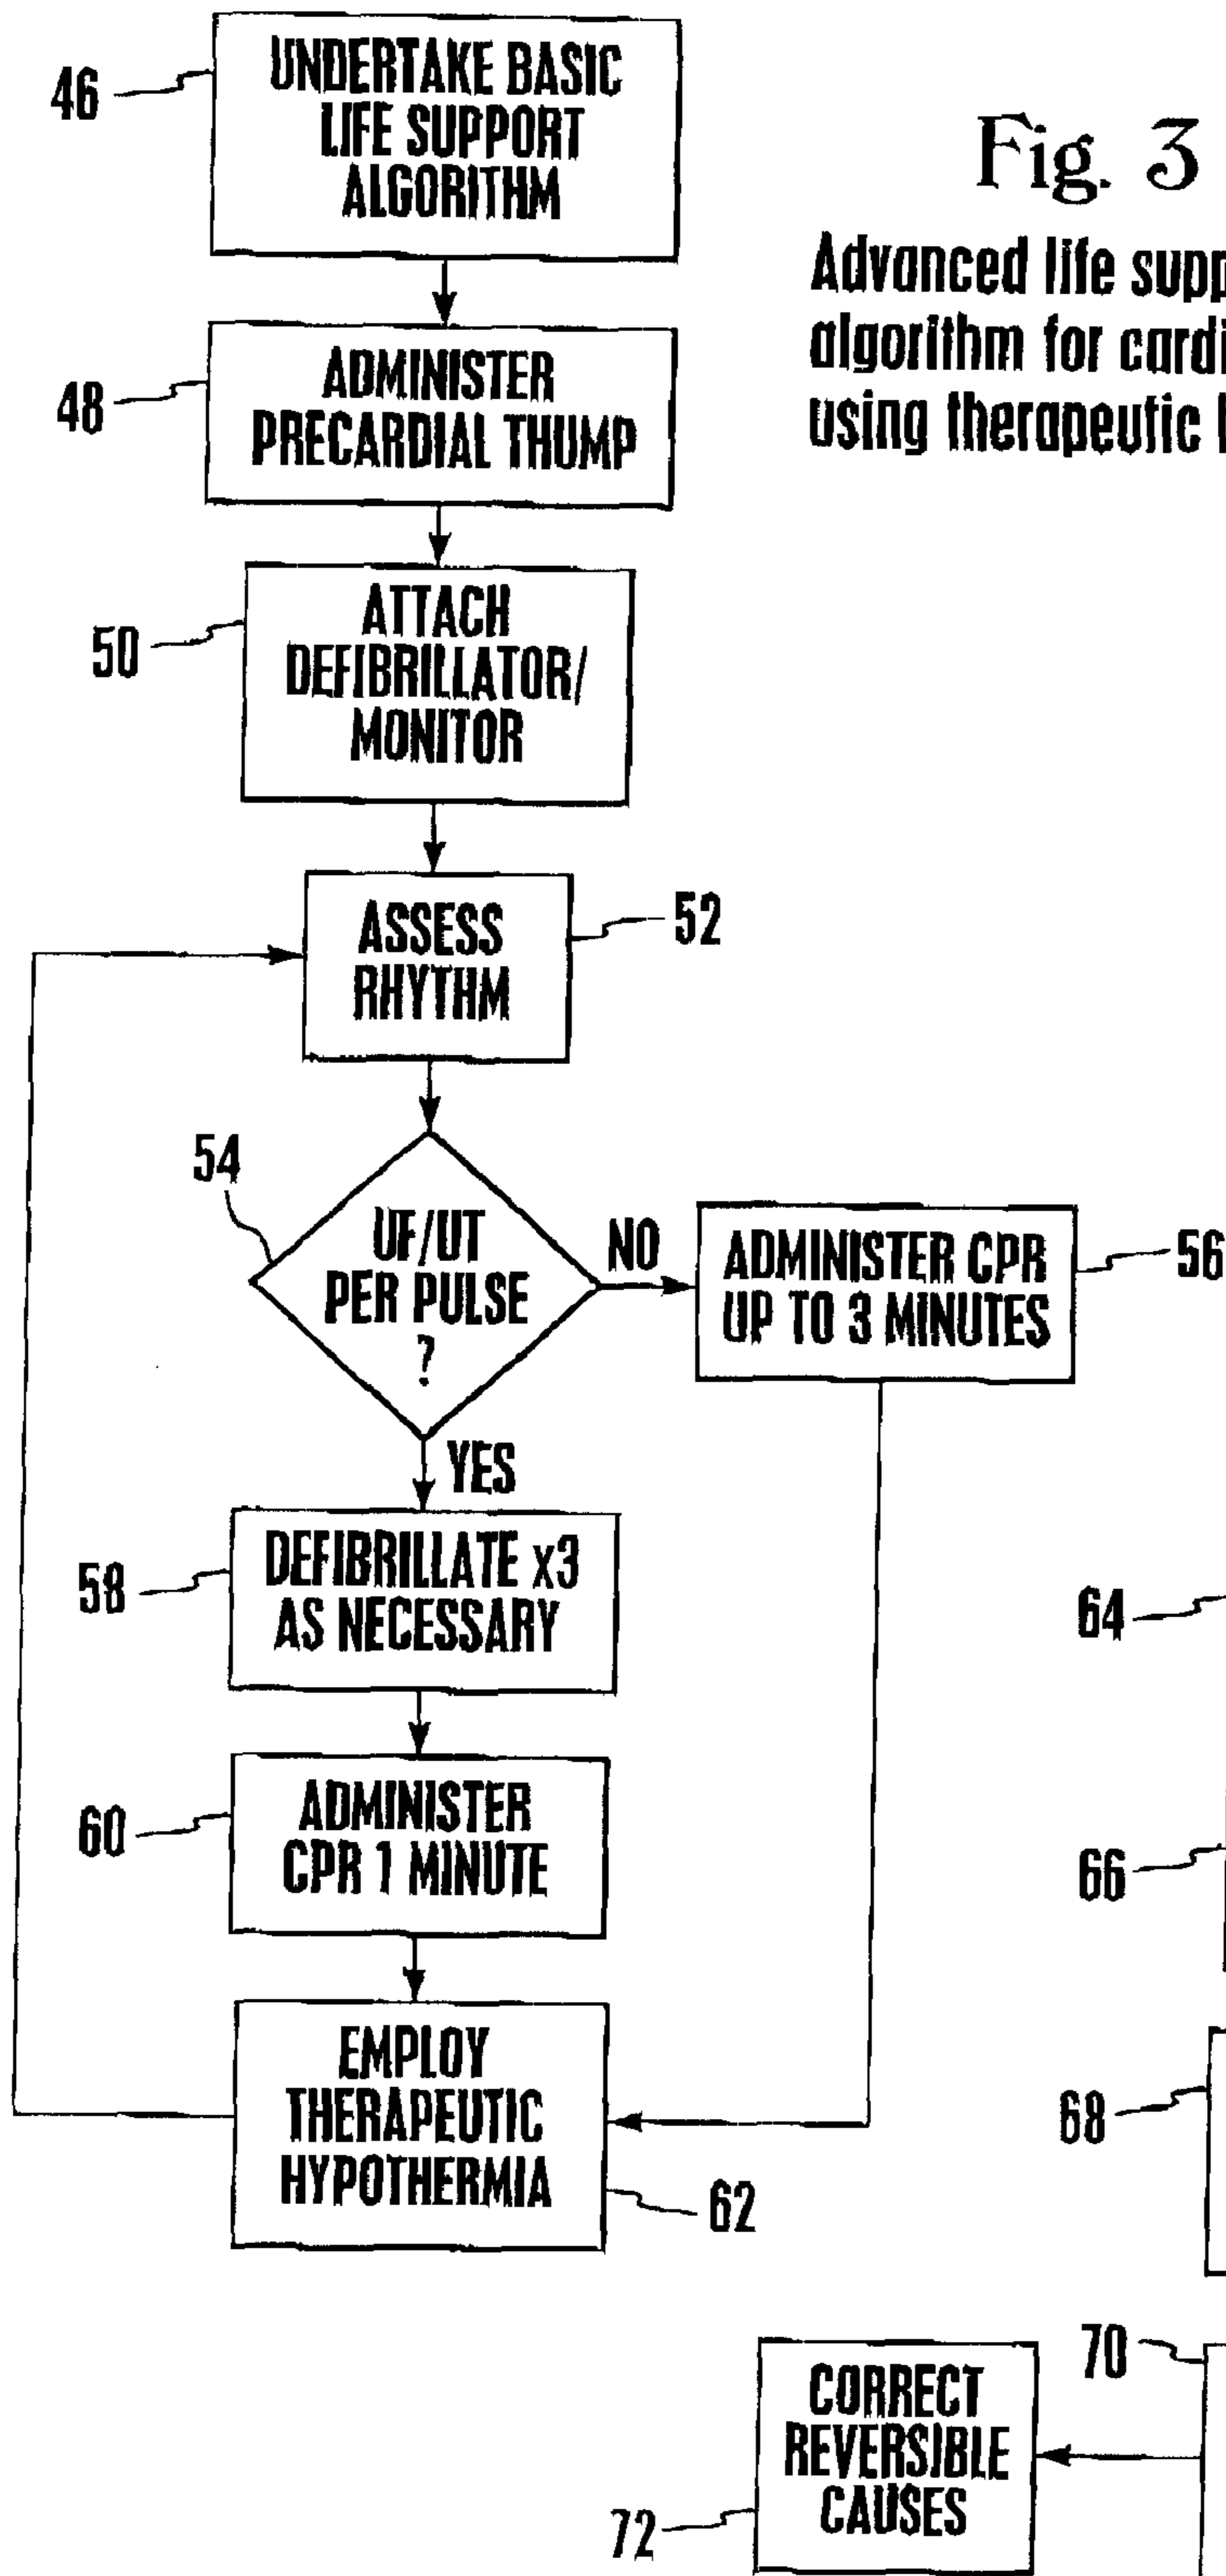 46
UNDERTAKE BASIC
LIFE SUPPORT
ALGORITHM
Fig. 3
Advanced life
algorithm for
using therapeutic
48
ADMINISTER
PRECARDIAL THUMP
50
ATTACH
DEFIBRILLATOR/
MONITOR
ASSESS
RHYTHM
52
54
UF/UT
PER PULSE
?
NO
ADMINISTER CPR
UP TO 3 MINUTES
56
YES
58
DEFIBRILLATE x3
AS NECESSARY
64
60
ADMINISTER
CPR 1 MINUTE
66
EMPLOY
THERAPEUTIC
HYPOTHERMIA
62
68
70
CORRECT
REVERSIBLE
CAUSES
72